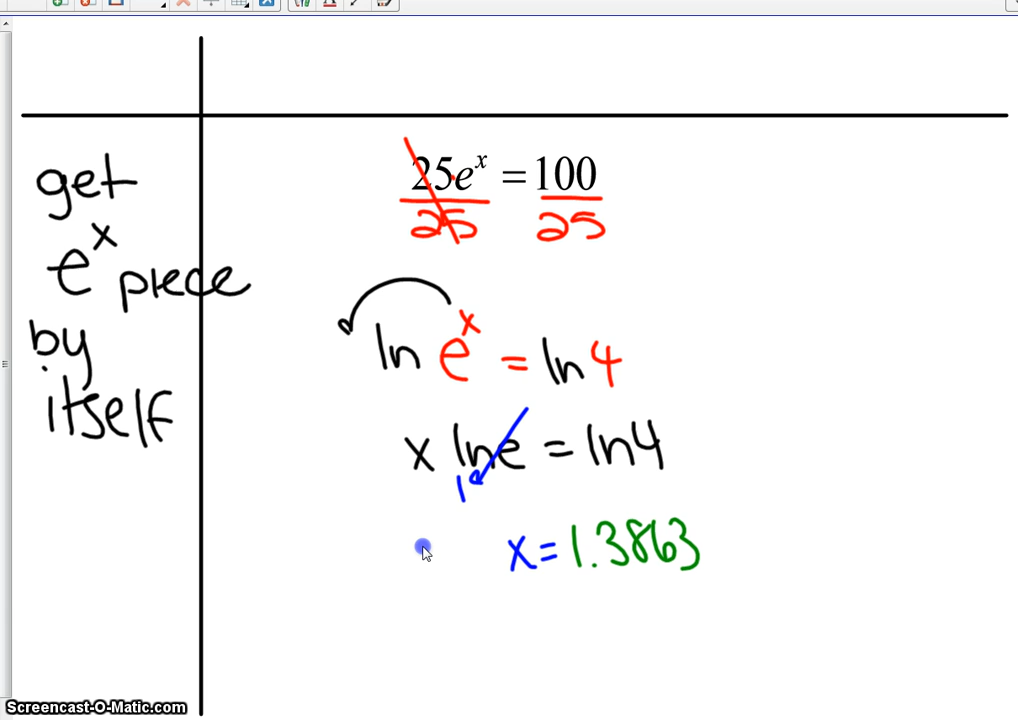 get
e^x piece
by
itself
25e^x = 100
25 25
ln e^x = ln 4
x ln e = ln 4
1
x = 1.3863
Screencast-O-Matic.com